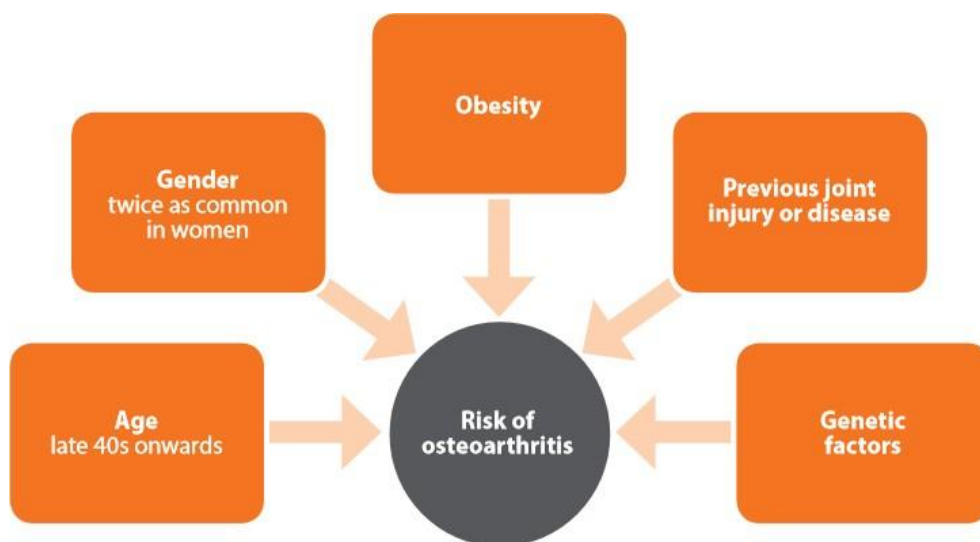 Obesity
Gender
twice as common
in women
Previous joint
injury or disease
Age
late 40s onwards
Risk of
osteoarthritis
Genetic
factors